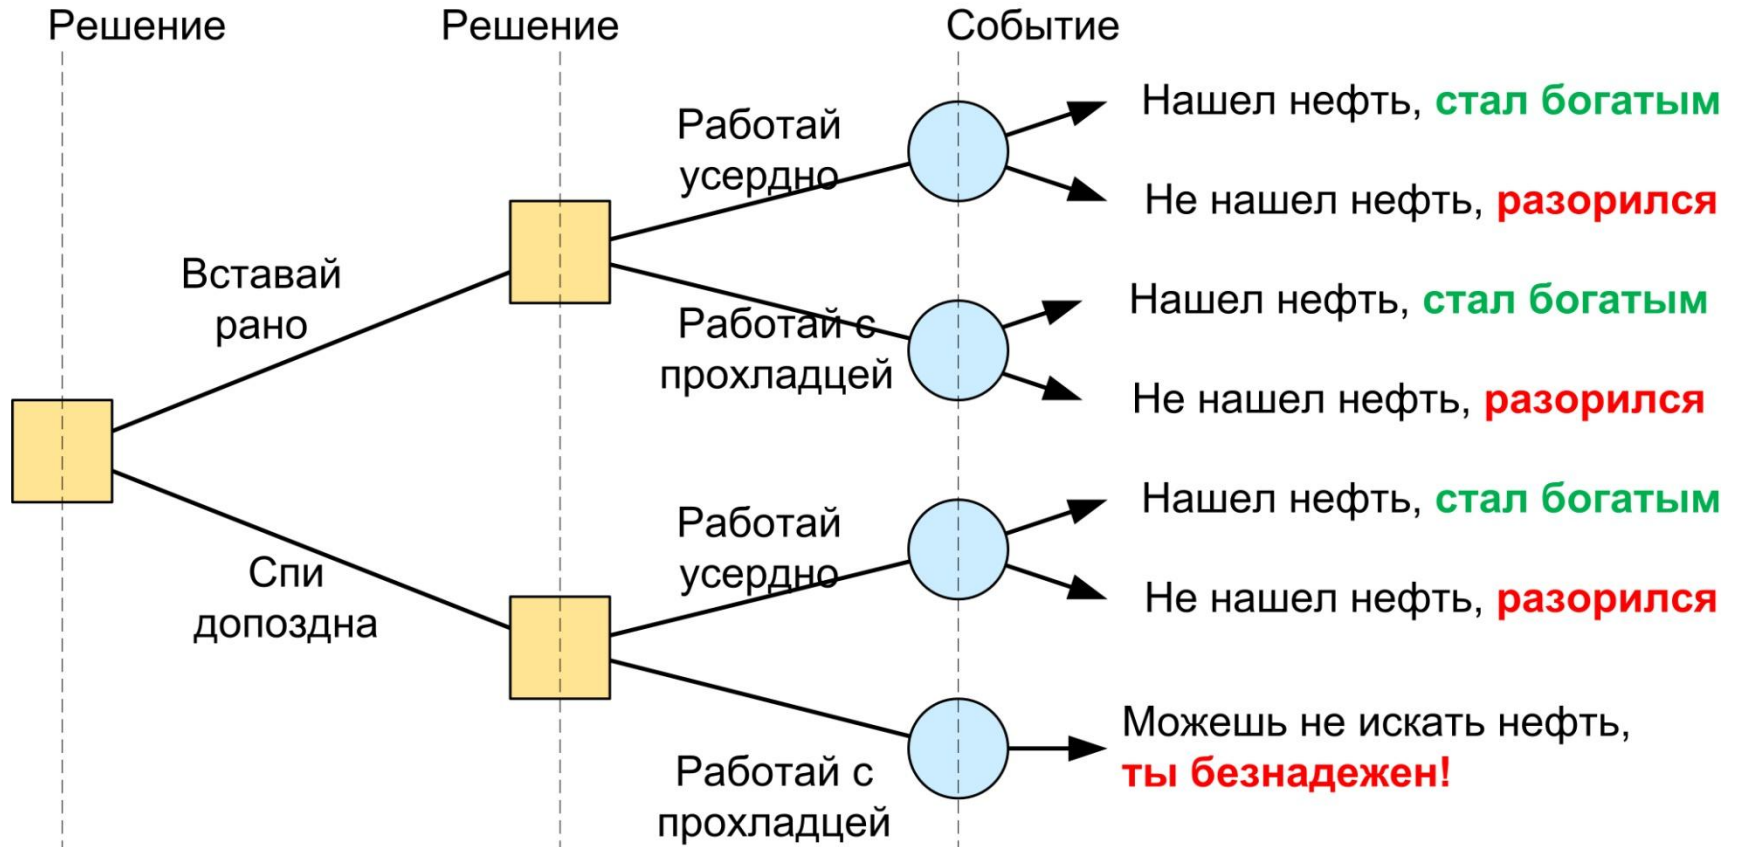 Решение
Решение
Событие
Работай
усердно
Нашел нефть, стал богатым
Не нашел нефть, разорился
Вставай
рано
Работай с
прохладцей
Нашел нефть, стал богатым
Не нашел нефть, разорился
Спи
допоздна
Работай
усердно
Нашел нефть, стал богатым
Не нашел нефть, разорился
Работай с
прохладцей
Можешь не искать нефть,
ты безнадежен!